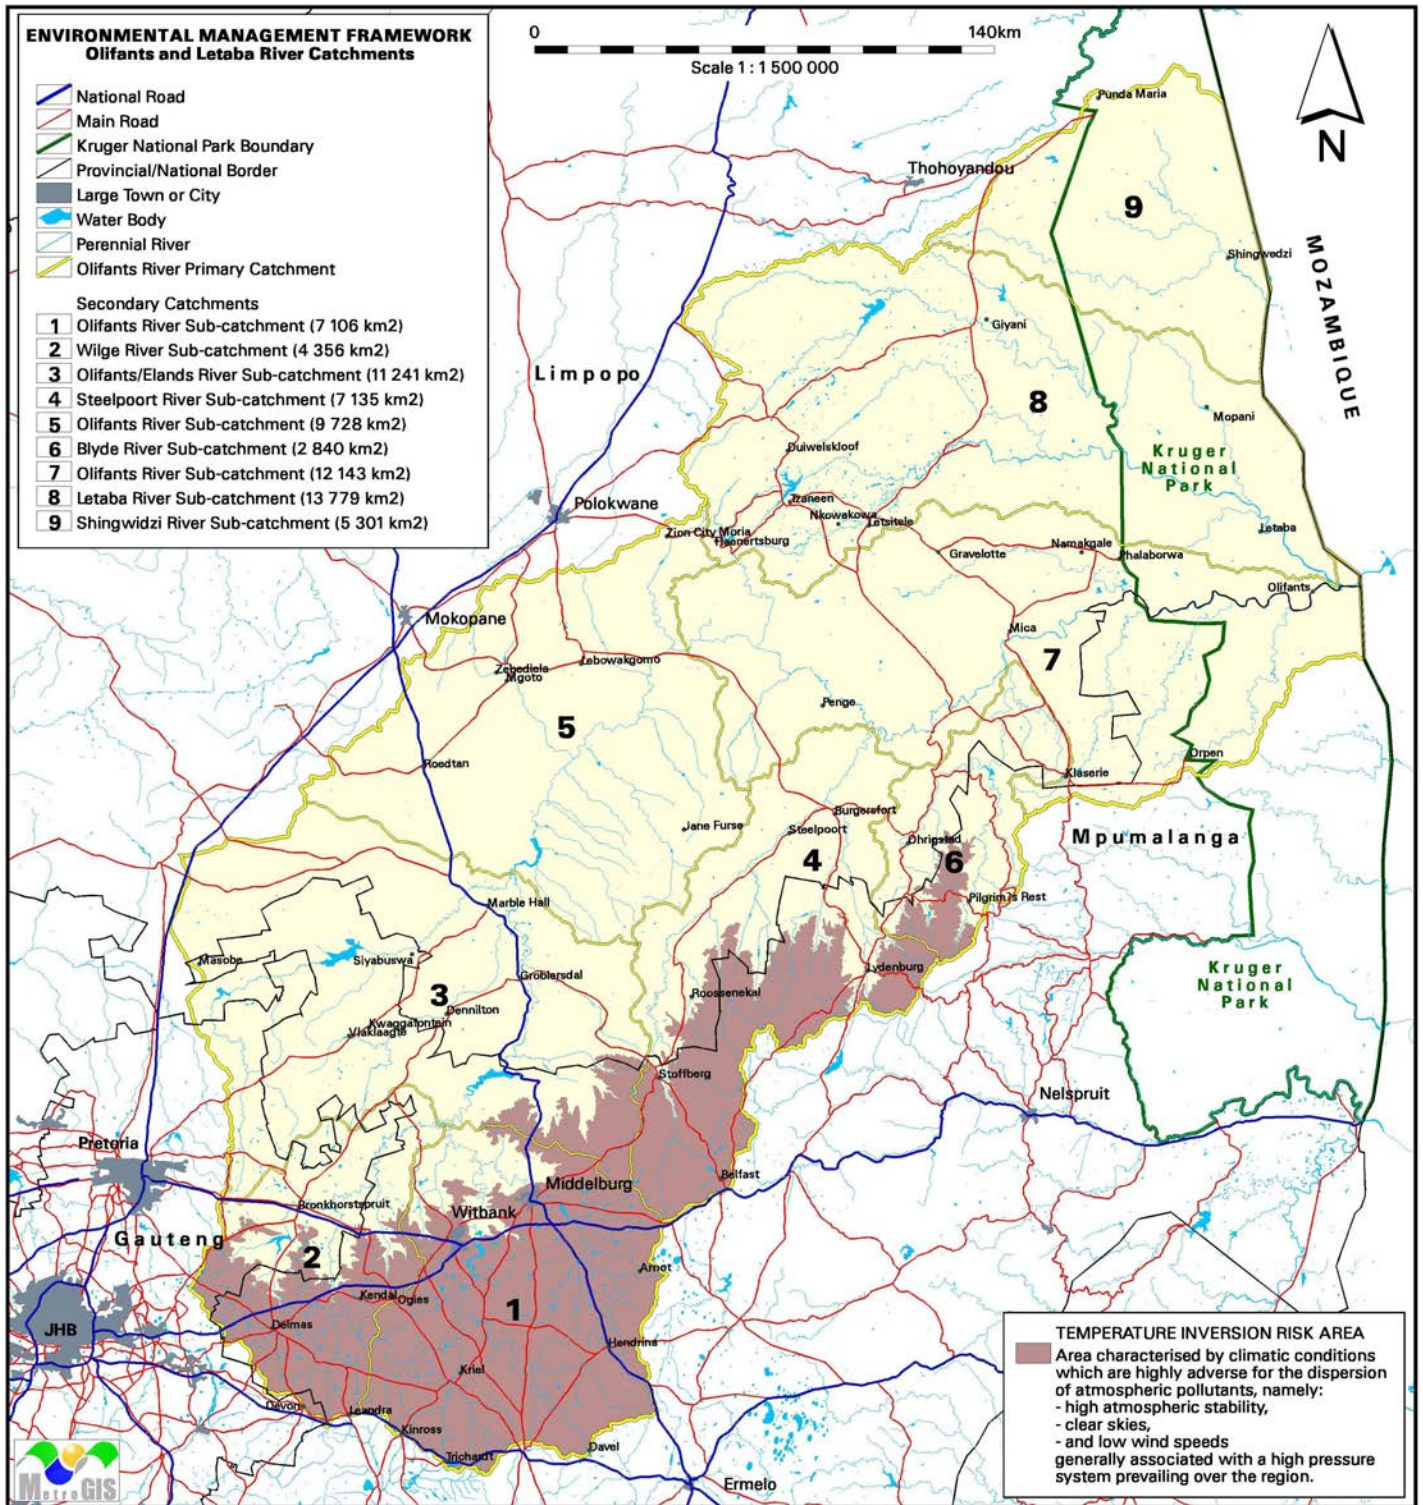 ENVIRONMENTAL MANAGEMENT FRAMEWORK
Olifants and Letaba River Catchments
National Road
Main Road
Kruger National Park Boundary
Provincial/National Border
Large Town or City
Water Body
Perennial River
Olifants River Primary Catchment
Secondary Catchments
1 Olifants River Sub-catchment (7 106 km2)
2 Wilge River Sub-catchment (4 356 km2)
3 Olifants/Elands River Sub-catchment (11 241 km2)
4 Steelpoort River Sub-catchment (7 135 km2)
5 Olifants River Sub-catchment (9 728 km2)
6 Blyde River Sub-catchment (2 840 km2)
7 Olifants River Sub-catchment (12 143 km2)
8 Letaba River Sub-catchment (13 779 km2)
9 Shingwidzi River Sub-catchment (5 301 km2)
0 140km
Scale 1 : 1 500 000
N
Punda Maria
Thohoyandou
9
Shingwedzi
MOZAMBIQUE
Giyani
Limpopo
8
Mopani
Duiwelskloof
Kruger
National
Park
Polokwane
Tzaneen
Nkowakowa
Letsitele
Zion City Moria
Haenertsburg
Letaba
Gravelotte
Namakgale
Phalaborwa
Olifants
Mokopane
Mica
7
Zebediela
Lebowakgomo
Mgoto
Penge
5
Roedtan
Orpen
Klaserie
Burgersfort
Jane Furse
Steelpoort
Ohrigstad
Mpumalanga
4
6
Pilgrim's Rest
Marble Hall
Masobe
Siyabuswa
Lydenburg
Kruger
National
Park
Groblersdal
3
Roossenekal
Dennilton
Kwaggafontein
Vlaklaagte
Stoffberg
Nelspruit
Pretoria
Belfast
Middelburg
Bronkhorstspruit
Witbank
Gauteng
2
Arnot
Kendal
Ogies
1
Delmas
JHB
Hendrina
Kriel
Devon
Leandra
Kinross
Trichardt
Davel
Ermelo
TEMPERATURE INVERSION RISK AREA
Area characterised by climatic conditions
which are highly adverse for the dispersion
of atmospheric pollutants, namely:
- high atmospheric stability,
- clear skies,
- and low wind speeds
generally associated with a high pressure
system prevailing over the region.
MetroGIS